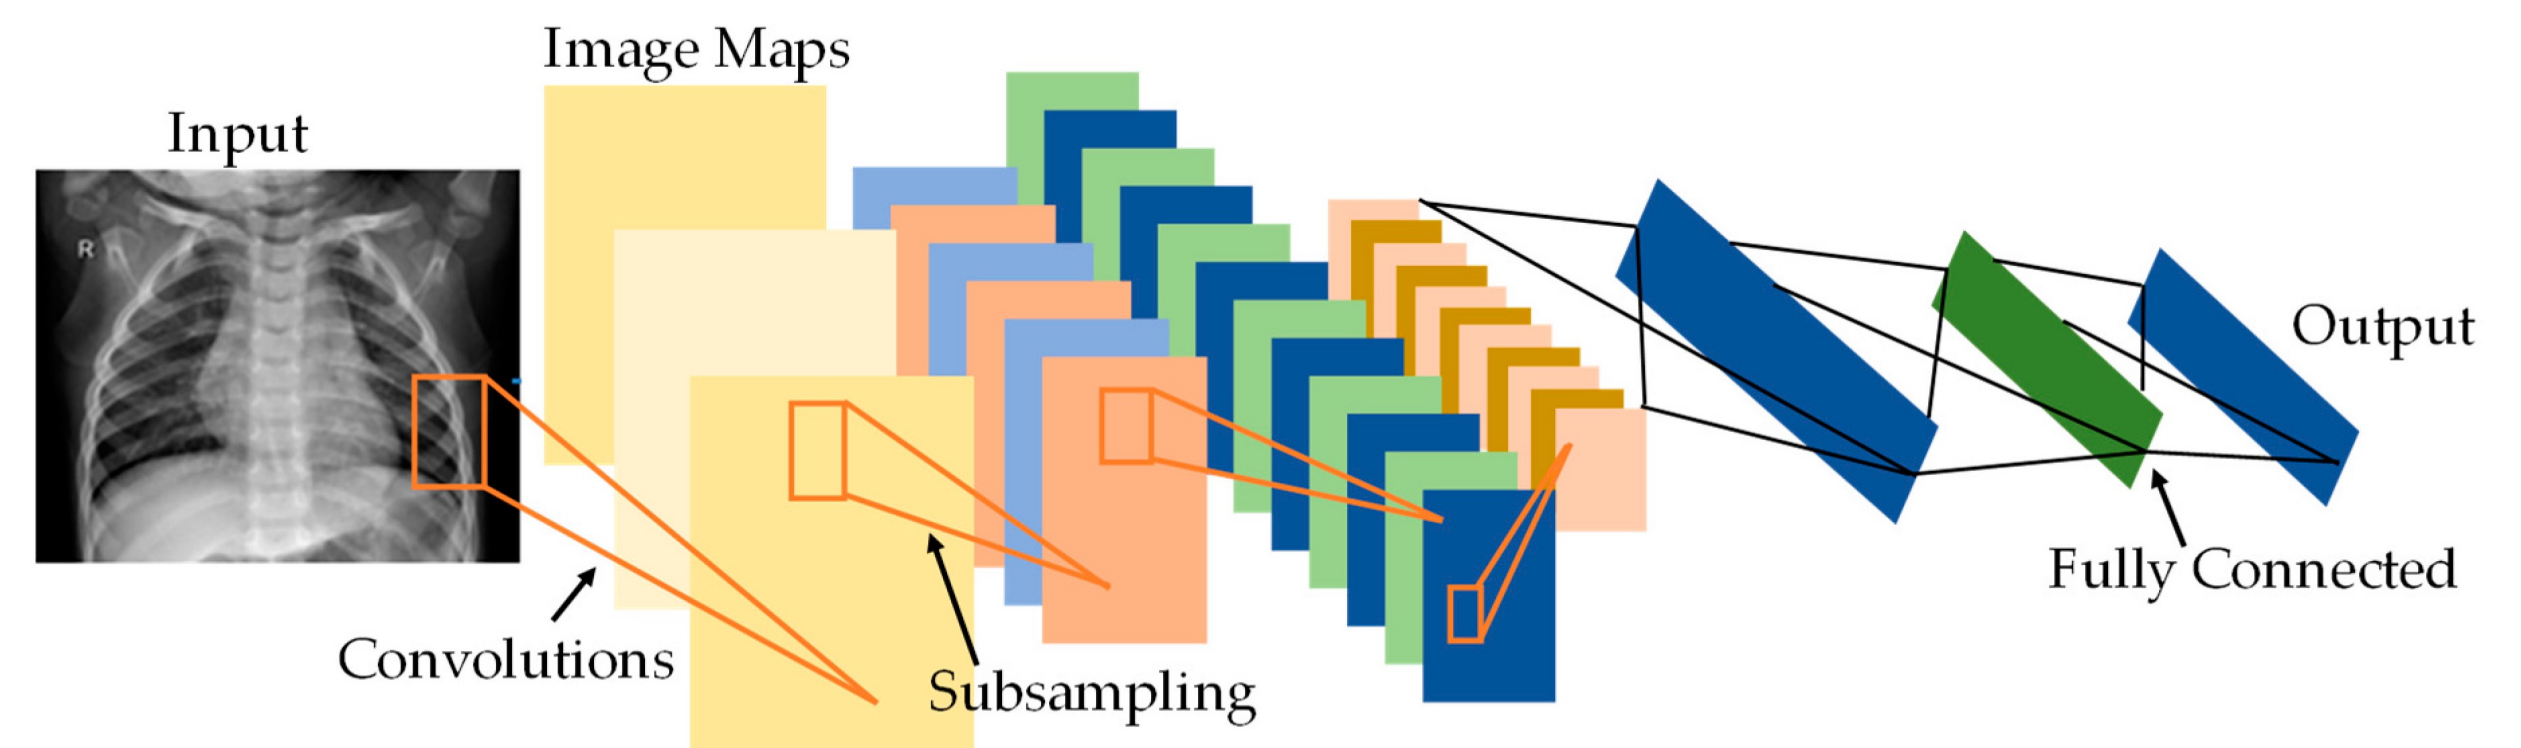 Image Maps
Input
R
Output
Fully Connected
Convolutions
Subsampling